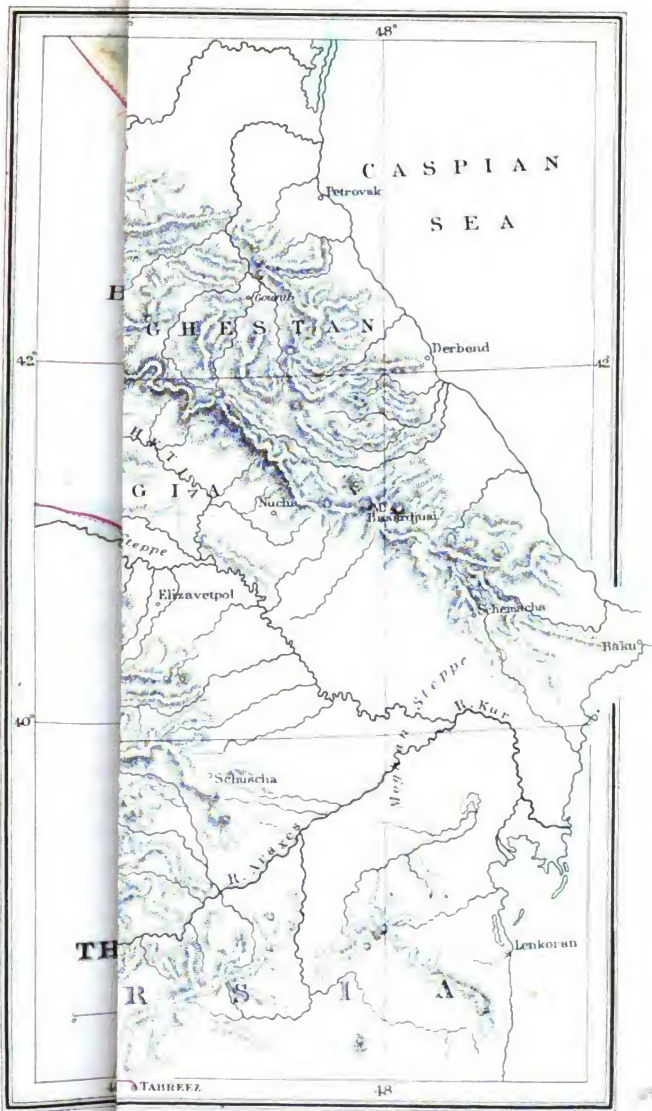 48°
CASPIAN
SEA
Petrovsk
Gounib
GHESTAN
42
Derbend
42
GIA
Nucha
Basardjusi
Steppe
Elizavetpol
Schemacha
Baku
40°
Steppe
R. Kur
Schuscha
R. Araxes
TH
Lenkoran
RSIA
TABREEZ
48